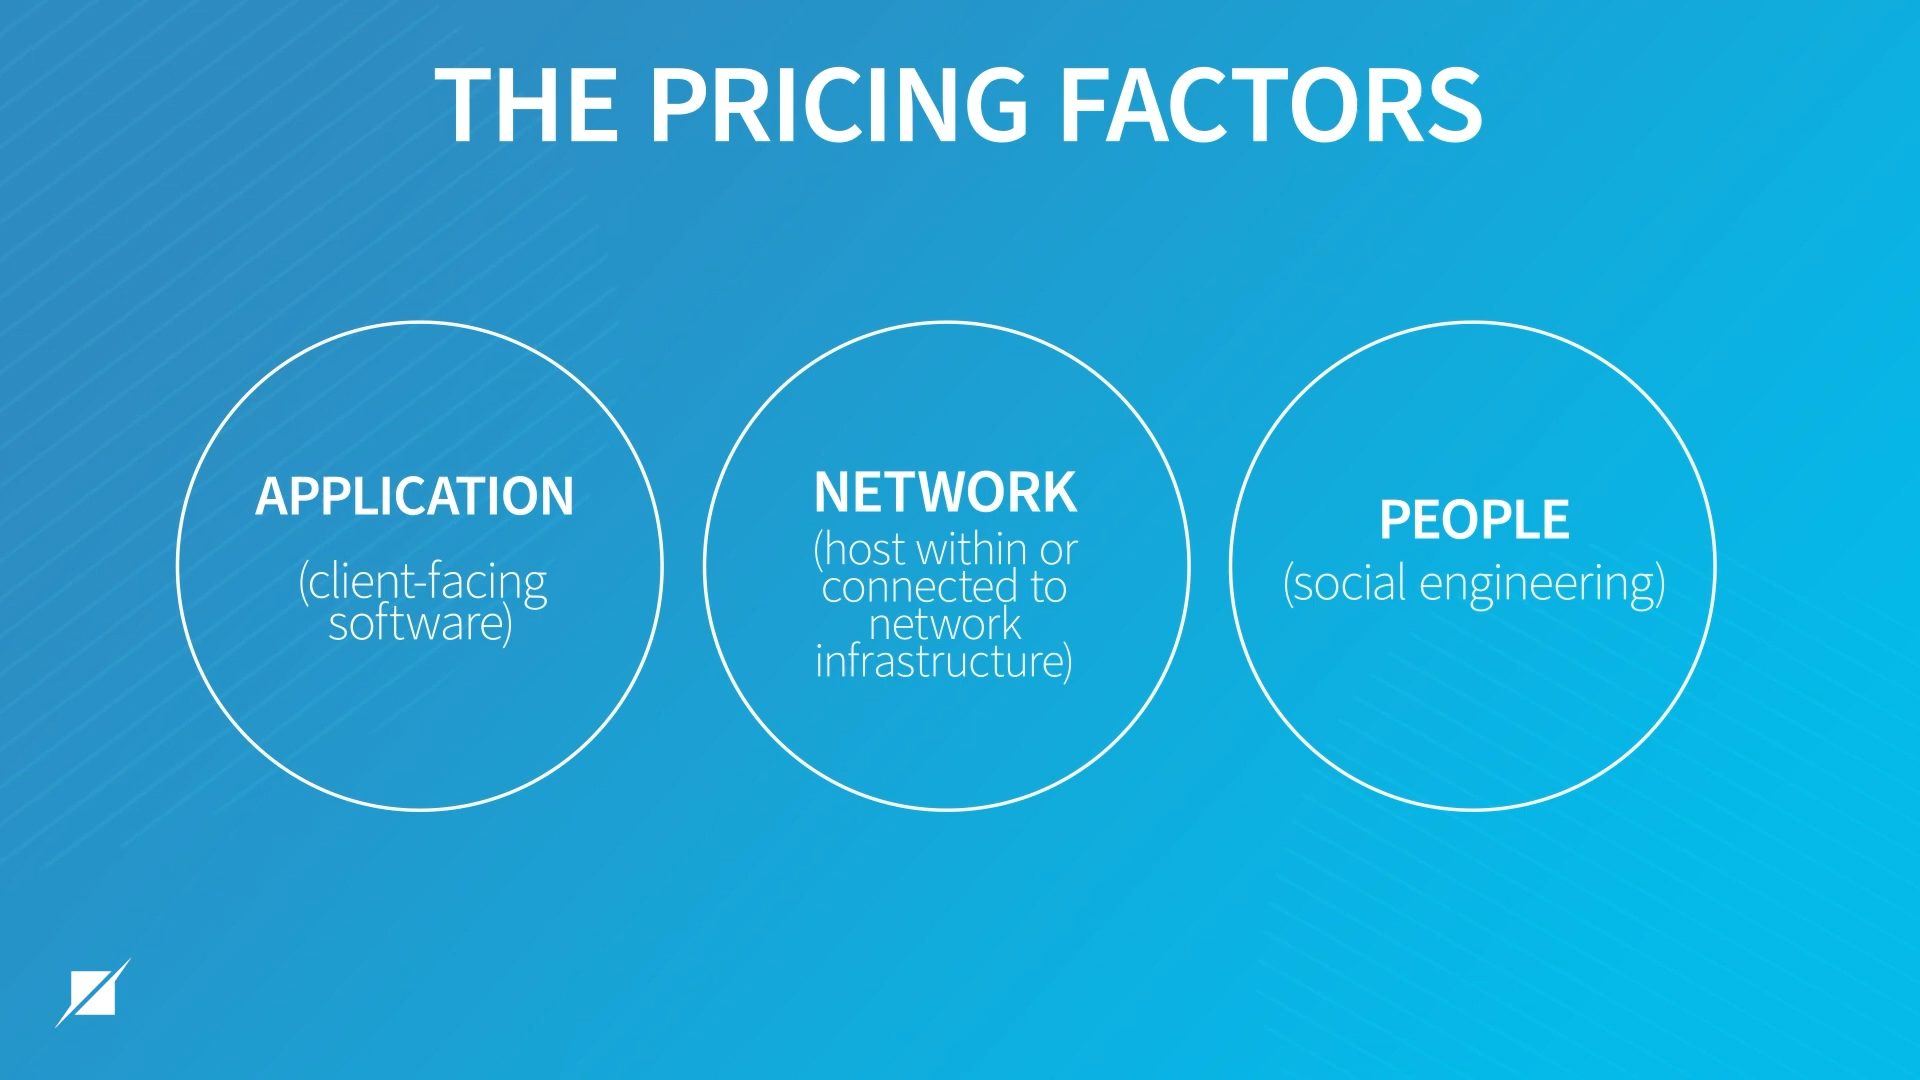 THE PRICING FACTORS
APPLICATION
(client-facing
software)
NETWORK
(host within or
connected to
network
infrastructure)
PEOPLE
(social engineering)